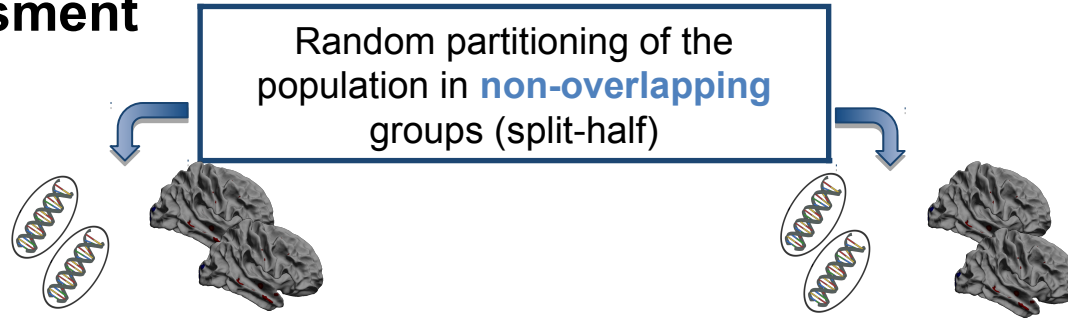 sment
Random partitioning of the
population in non-overlapping
groups (split-half)